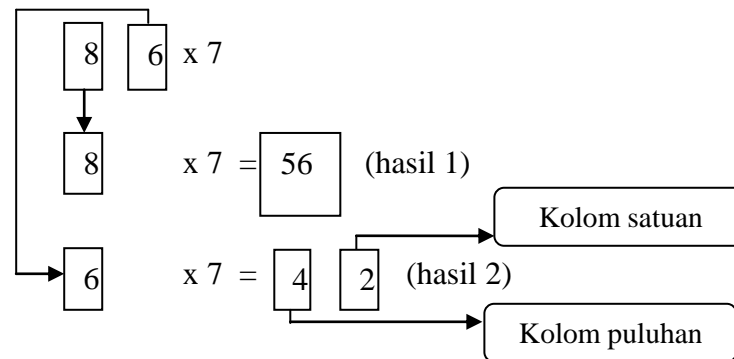 8 6 x 7
8 x 7 = 56 (hasil 1)
Kolom satuan
6 x 7 = 4 2 (hasil 2)
Kolom puluhan